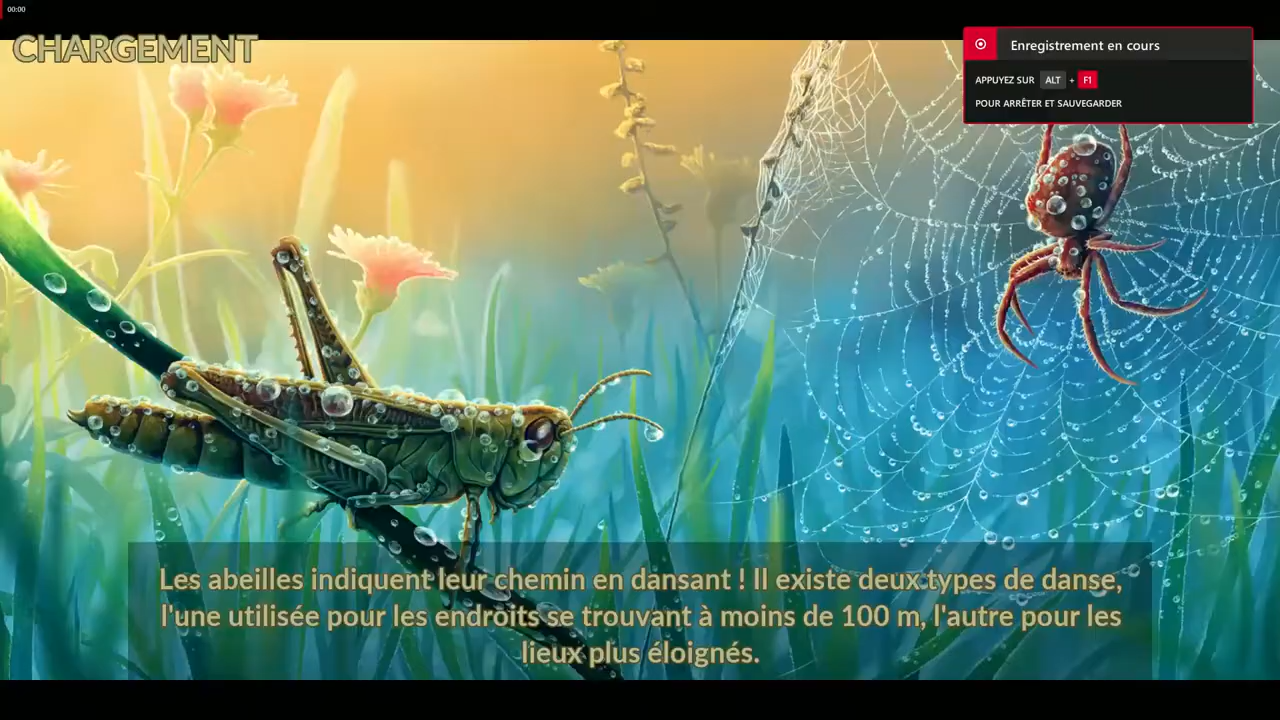 00:00
CHARGEMENT
Enregistrement en cours
APPUYEZ SUR ALT + F1
POUR ARRÊTER ET SAUVEGARDER
Les abeilles indiquent leur chemin en dansant ! Il existe deux types de danse,
l'une utilisée pour les endroits se trouvant à moins de 100 m, l'autre pour les
lieux plus éloignés.